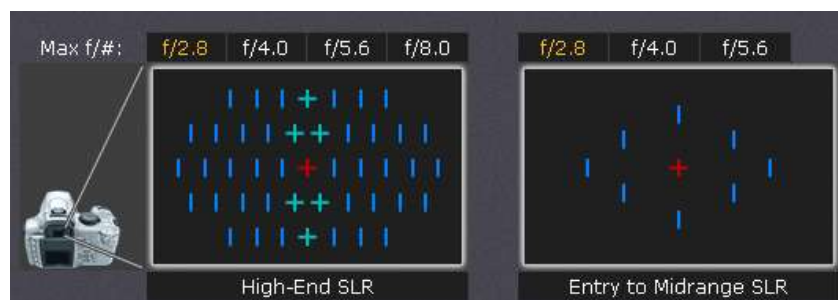 Max f/#: f/2.8 f/4.0 f/5.6 f/8.0 f/2.8 f/4.0 f/5.6
High-End SLR Entry to Midrange SLR